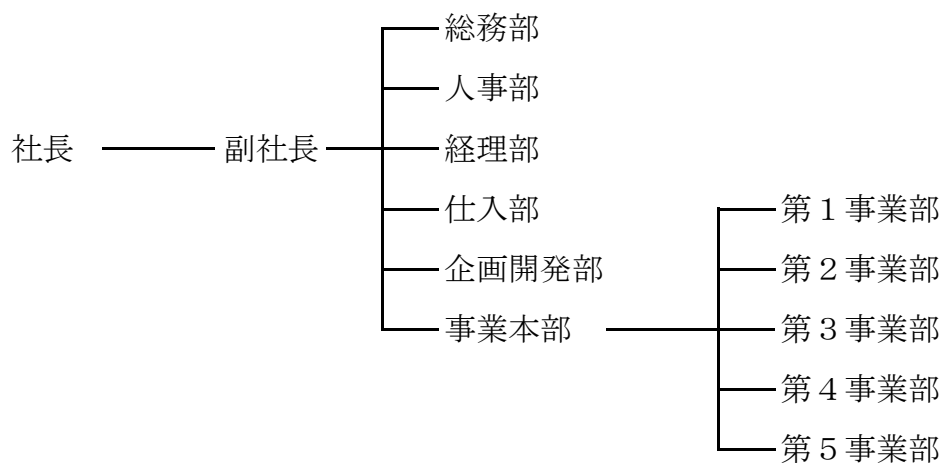 総務部
人事部
社長
副社長
経理部
仕入部
企画開発部
事業本部
第１事業部
第２事業部
第３事業部
第４事業部
第５事業部